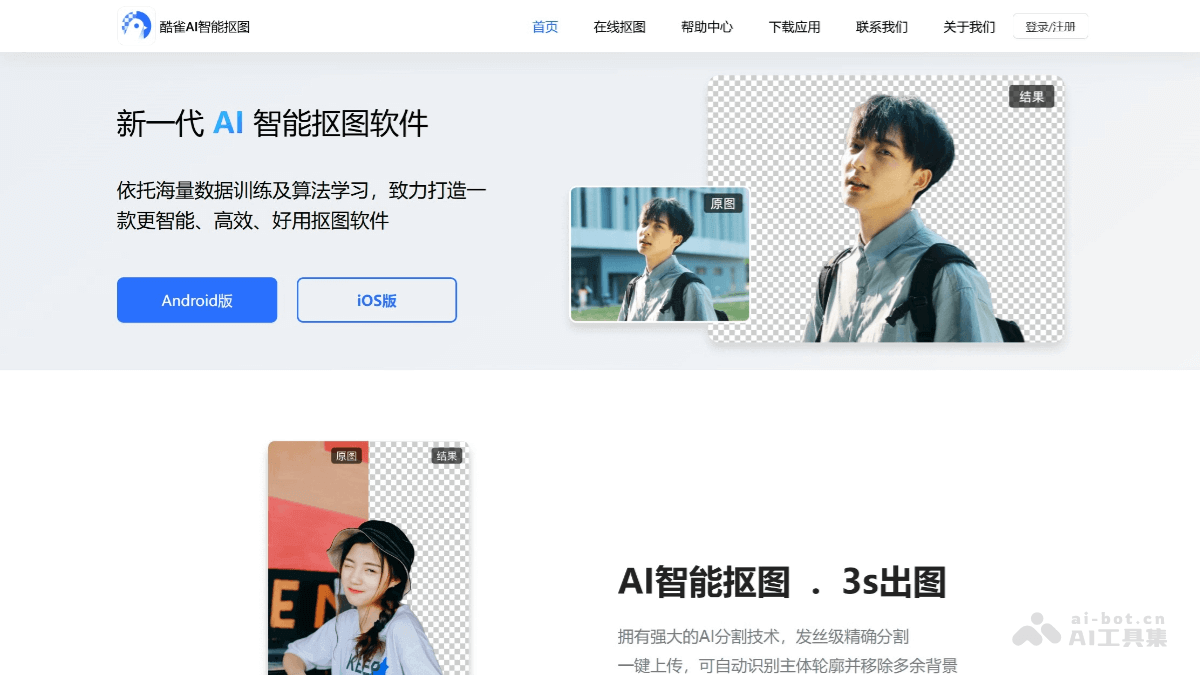 酷雀AI智能抠图
首页
在线抠图
帮助中心
下载应用
联系我们
关于我们
登录/注册
新一代 AI 智能抠图软件
依托海量数据训练及算法学习，致力打造一
款更智能、高效、好用抠图软件
Android版
iOS版
原图
结果
原图
结果
EN
KEEP
AI智能抠图 . 3s出图
拥有强大的AI分割技术，发丝级精确分割
一键上传，可自动识别主体轮廓并移除多余背景
ai-bot.cn
AI工具集